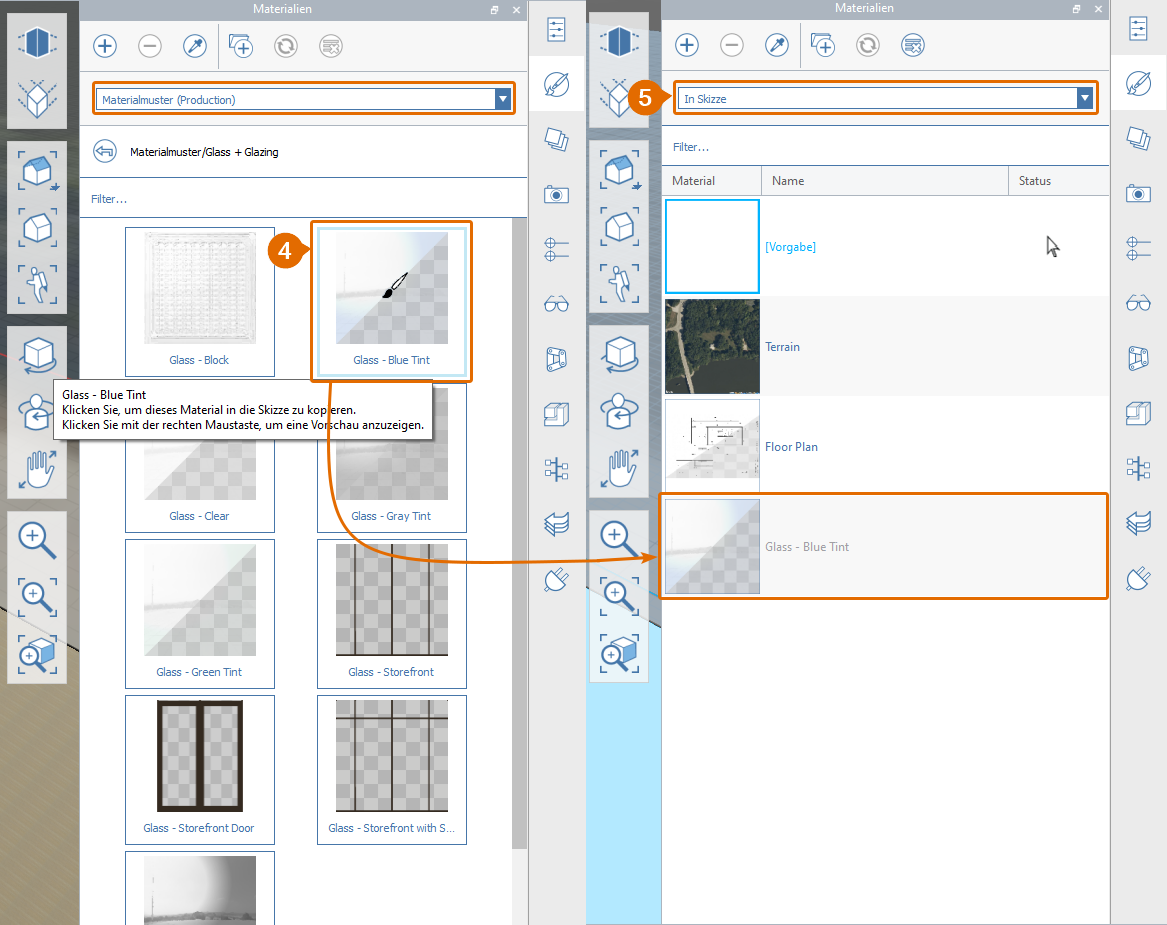 Materialien
Materialmuster (Production)
Materialmuster/Glass + Glazing
Filter...
4
Glass - Block
Glass - Blue Tint
Glass - Blue Tint
Klicken Sie, um dieses Material in die Skizze zu kopieren.
Klicken Sie mit der rechten Maustaste, um eine Vorschau anzuzeigen.
Glass - Clear
Glass - Gray Tint
Glass - Green Tint
Glass - Storefront
Glass - Storefront Door
Glass - Storefront with S...
Materialien
5
In Skizze
Filter...
Material
Name
Status
[Vorgabe]
Terrain
Floor Plan
Glass - Blue Tint